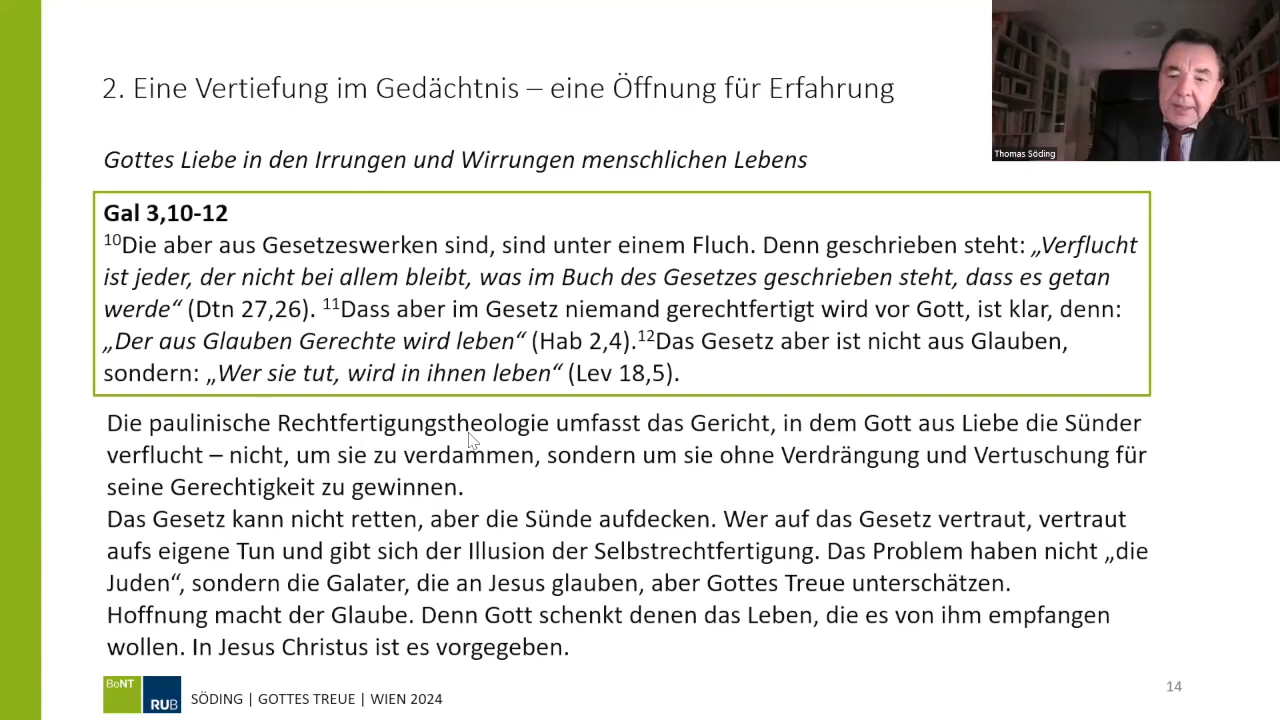 2. Eine Vertiefung im Gedächtnis – eine Öffnung für Erfahrung
Thomas Söding
Gottes Liebe in den Irrungen und Wirrungen menschlichen Lebens
Gal 3,10-12
¹⁰Die aber aus Gesetzeswerken sind, sind unter einem Fluch. Denn geschrieben steht: „Verflucht
ist jeder, der nicht bei allem bleibt, was im Buch des Gesetzes geschrieben steht, dass es getan
werde“ (Dtn 27,26). ¹¹Dass aber im Gesetz niemand gerechtfertigt wird vor Gott, ist klar, denn:
„Der aus Glauben Gerechte wird leben“ (Hab 2,4).¹²Das Gesetz aber ist nicht aus Glauben,
sondern: „Wer sie tut, wird in ihnen leben“ (Lev 18,5).
Die paulinische Rechtfertigungstheologie umfasst das Gericht, in dem Gott aus Liebe die Sünder
verflucht – nicht, um sie zu verdammen, sondern um sie ohne Verdrängung und Vertuschung für
seine Gerechtigkeit zu gewinnen.
Das Gesetz kann nicht retten, aber die Sünde aufdecken. Wer auf das Gesetz vertraut, vertraut
aufs eigene Tun und gibt sich der Illusion der Selbstrechtfertigung. Das Problem haben nicht „die
Juden“, sondern die Galater, die an Jesus glauben, aber Gottes Treue unterschätzen.
Hoffnung macht der Glaube. Denn Gott schenkt denen das Leben, die es von ihm empfangen
wollen. In Jesus Christus ist es vorgegeben.
BoNT
RUB
SÖDING | GOTTES TREUE | WIEN 2024
14